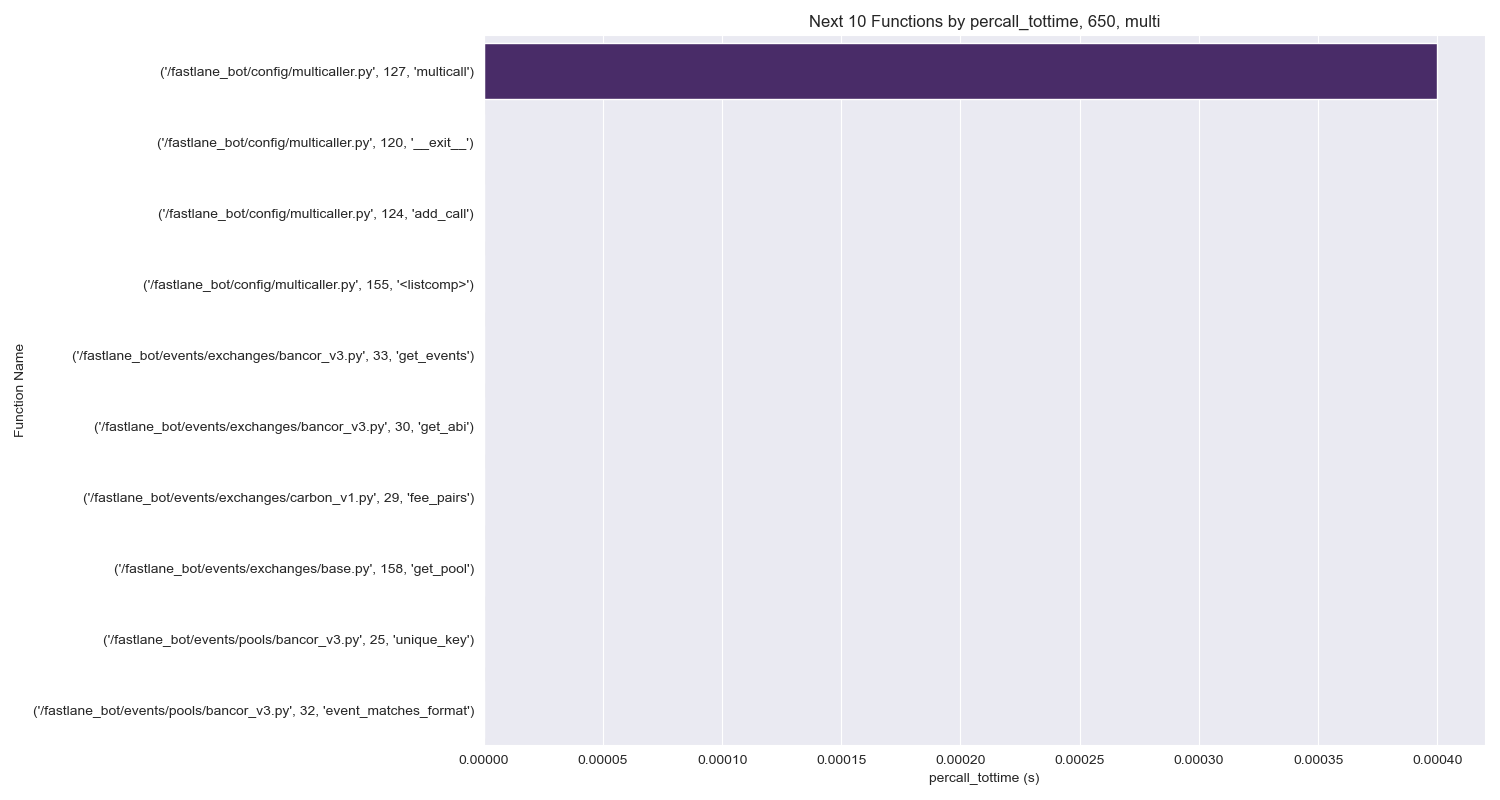 Next 10 Functions by percall_tottime, 650, multi
('/fastlane_bot/config/multicaller.py', 127, 'multicall')
('/fastlane_bot/config/multicaller.py', 120, '__exit__')
('/fastlane_bot/config/multicaller.py', 124, 'add_call')
('/fastlane_bot/config/multicaller.py', 155, '<listcomp>')
('/fastlane_bot/events/exchanges/bancor_v3.py', 33, 'get_events')
('/fastlane_bot/events/exchanges/bancor_v3.py', 30, 'get_abi')
('/fastlane_bot/events/exchanges/carbon_v1.py', 29, 'fee_pairs')
('/fastlane_bot/events/exchanges/base.py', 158, 'get_pool')
('/fastlane_bot/events/pools/bancor_v3.py', 25, 'unique_key')
('/fastlane_bot/events/pools/bancor_v3.py', 32, 'event_matches_format')
Function Name
0.00000 0.00005 0.00010 0.00015 0.00020 0.00025 0.00030 0.00035 0.00040
percall_tottime (s)